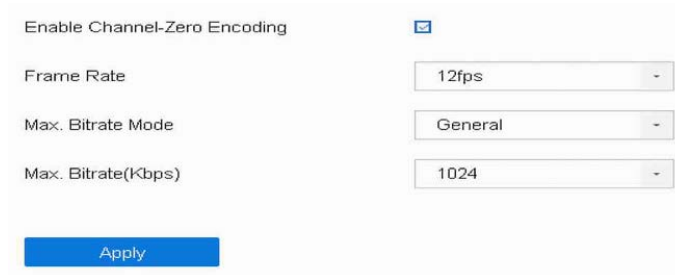 Enable Channel-Zero Encoding
Frame Rate 12fps
Max. Bitrate Mode General
Max. Bitrate(Kbps) 1024
Apply